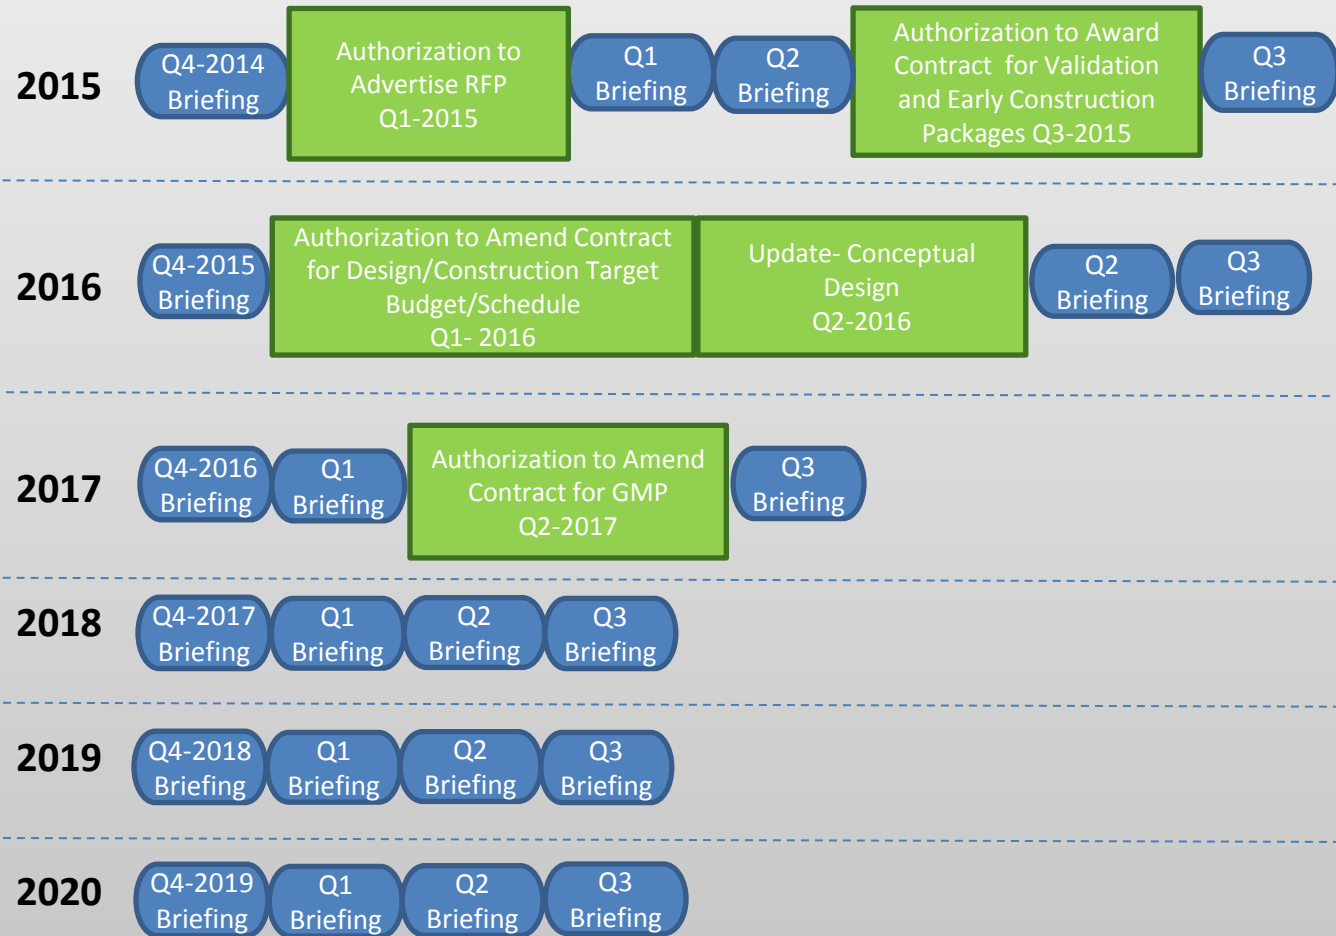 2015
Q4-2014
Briefing
Authorization to
Advertise RFP
Q1-2015
Q1
Briefing
Q2
Briefing
Authorization to Award
Contract for Validation
and Early Construction
Packages Q3-2015
Q3
Briefing
2016
Q4-2015
Briefing
Authorization to Amend Contract
for Design/Construction Target
Budget/Schedule
Q1- 2016
Update- Conceptual
Design
Q2-2016
Q2
Briefing
Q3
Briefing
2017
Q4-2016
Briefing
Q1
Briefing
Authorization to Amend
Contract for GMP
Q2-2017
Q3
Briefing
2018
Q4-2017
Briefing
Q1
Briefing
Q2
Briefing
Q3
Briefing
2019
Q4-2018
Briefing
Q1
Briefing
Q2
Briefing
Q3
Briefing
2020
Q4-2019
Briefing
Q1
Briefing
Q2
Briefing
Q3
Briefing